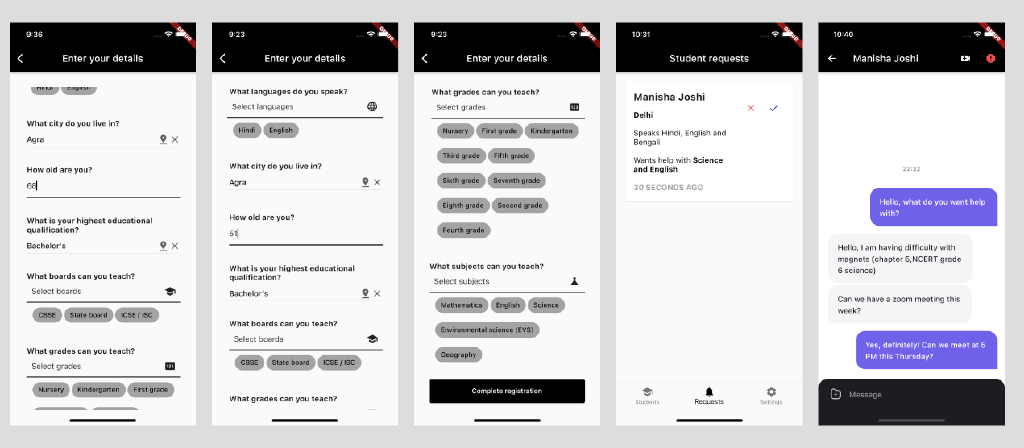 9:36
DEBUG
Enter your details
Hindi English
What city do you live in?
Agra
How old are you?
68
What is your highest educational
qualification?
Bachelor's
What boards can you teach?
Select boards
CBSE State board ICSE / ISC
What grades can you teach?
Select grades
Nursery Kindergarten First grade
9:23
DEBUG
Enter your details
What languages do you speak?
Select languages
Hindi English
What city do you live in?
Agra
How old are you?
51
What is your highest educational
qualification?
Bachelor's
What boards can you teach?
Select boards
CBSE State board ICSE / ISC
What grades can you teach?
9:23
DEBUG
Enter your details
What grades can you teach?
Select grades
Nursery First grade Kindergarten
Third grade Fifth grade
Sixth grade Seventh grade
Eighth grade Second grade
Fourth grade
What subjects can you teach?
Select subjects
Mathematics English Science
Environmental science (EVS)
Geography
Complete registration
10:31
DEBUG
Student requests
Manisha Joshi
Delhi
Speaks Hindi, English and
Bengali
Wants help with Science
and English
30 SECONDS AGO
Students Requests Settings
10:40
DEBUG
Manisha Joshi
22:32
Hello, what do you want help
with?
Hello, I am having difficulty with
magnets (chapter 5,NCERT grade
6 science)
Can we have a zoom meeting this
week?
Yes, definitely! Can we meet at 5
PM this Thursday?
Message